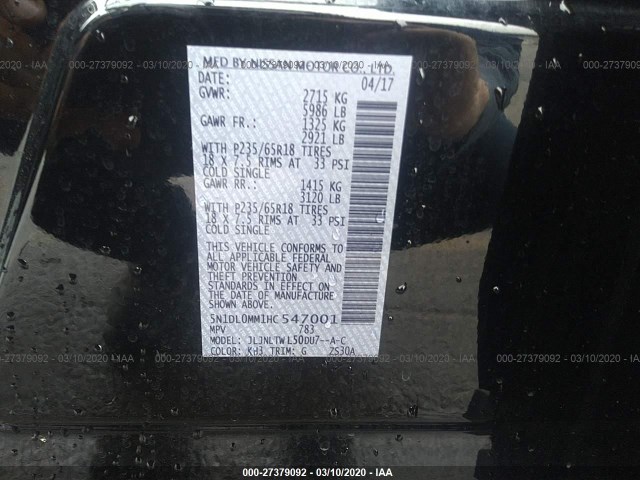 000-27379092 - 03/10/2020 - IAA
MFD BY NISSAN MOTOR CO., LTD.
DATE: 04/17
GVWR: 2715 KG
5986 LB
GAWR FR.: 1325 KG
2921 LB
WITH P235/65R18 TIRES
18 X 7.5 RIMS AT 33 PSI
COLD SINGLE
GAWR RR.: 1415 KG
3120 LB
WITH P235/65R18 TIRES
18 X 7.5 RIMS AT 33 PSI
COLD SINGLE
THIS VEHICLE CONFORMS TO
ALL APPLICABLE FEDERAL
MOTOR VEHICLE SAFETY AND
THEFT PREVENTION
STANDARDS IN EFFECT ON
THE DATE OF MANUFACTURE
SHOWN ABOVE.
5N1DL0MM1HC547001
MPV 783
MODEL: JLJNLTWL50DU7--A-C
COLOR: KH3 TRIM: G ZS30A
000-27379092 - 03/10/2020 - IAA